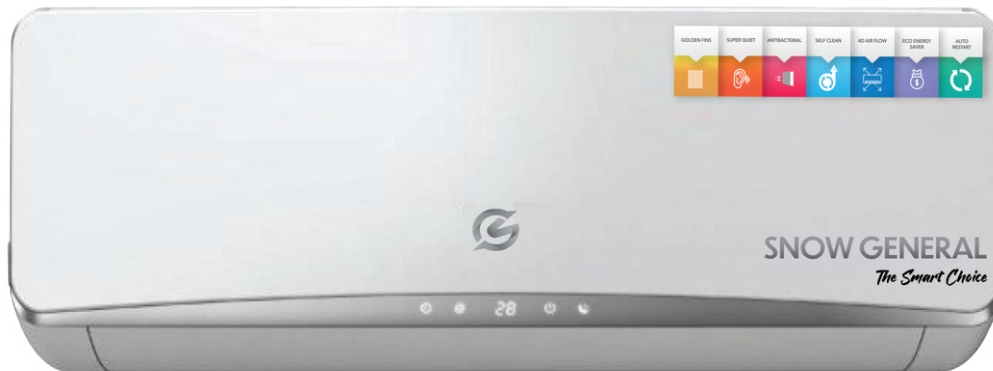 GOLDEN FINS
SUPER QUIET
ANTIBACTERIAL
SELF CLEAN
4D AIR FLOW
ECO ENERGY
SAVER
AUTO
RESTART
SNOW GENERAL
The Smart Choice
28